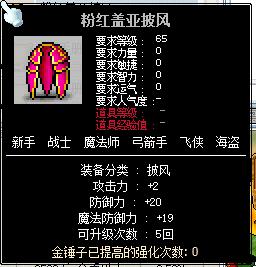 粉红盖亚披风
要求等级： 65
要求力量： 0
要求敏捷： 0
要求智力： 0
要求运气： 0
要求人气度： -
道具等级： -
道具经验值： -
新手 战士 魔法师 弓箭手 飞侠 海盗
装备分类 ： 披风
攻击力 ： +2
防御力 ： +20
魔法防御力 ： +19
可升级次数 ： 5回
金锤子已提高的强化次数: 0